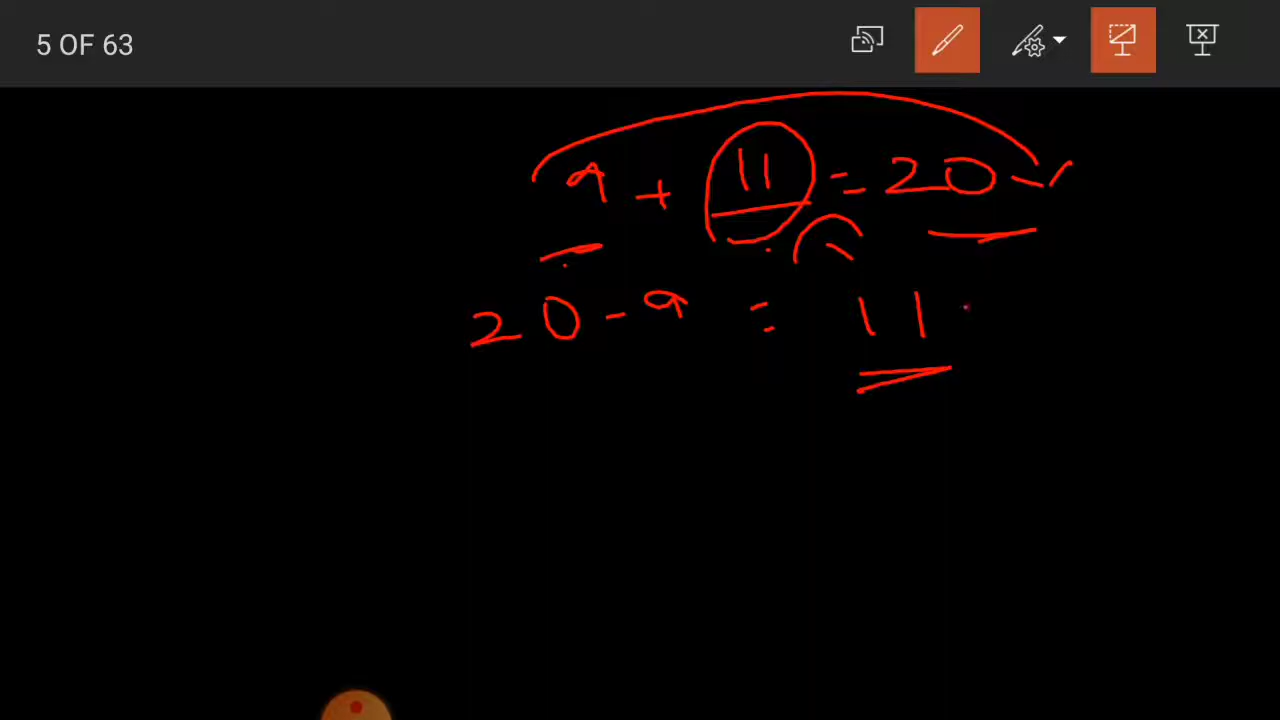 5 OF 63
9 + 11 = 20
20 - 9 = 11